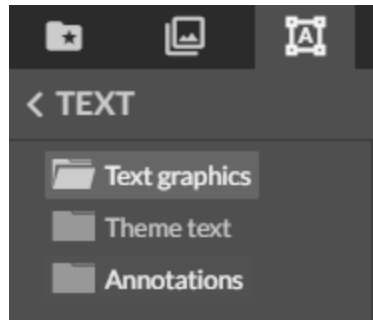 A
< TEXT
Text graphics
Theme text
Annotations